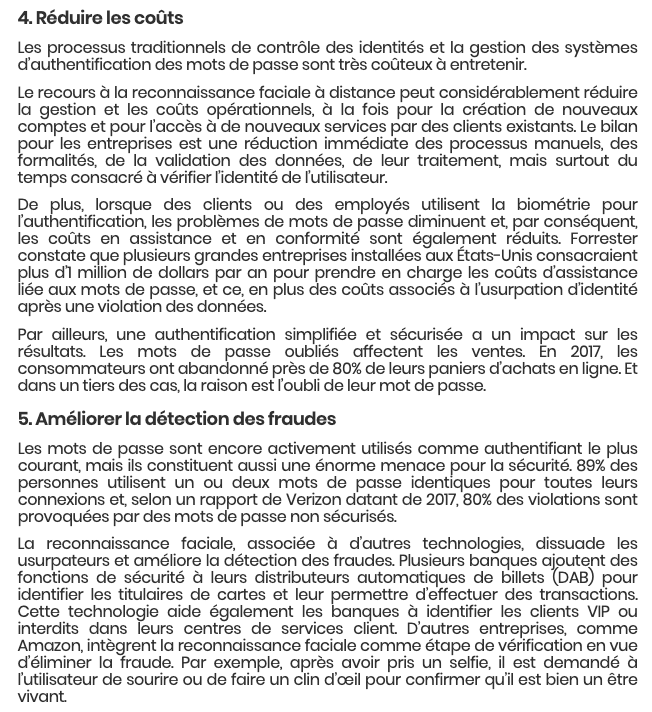 4. Réduire les coûts
Les processus traditionnels de contrôle des identités et la gestion des systèmes
d'authentification des mots de passe sont très coûteux à entretenir.
Le recours à la reconnaissance faciale à distance peut considérablement réduire
la gestion et les coûts opérationnels, à la fois pour la création de nouveaux
comptes et pour l'accès à de nouveaux services par des clients existants. Le bilan
pour les entreprises est une réduction immédiate des processus manuels, des
formalités, de la validation des données, de leur traitement, mais surtout du
temps consacré à vérifier l'identité de l'utilisateur.
De plus, lorsque des clients ou des employés utilisent la biométrie pour
l'authentification, les problèmes de mots de passe diminuent et, par conséquent,
les coûts en assistance et en conformité sont également réduits. Forrester
constate que plusieurs grandes entreprises installées aux États-Unis consacraient
plus d'1 million de dollars par an pour prendre en charge les coûts d'assistance
liée aux mots de passe, et ce, en plus des coûts associés à l'usurpation d'identité
après une violation des données.
Par ailleurs, une authentification simplifiée et sécurisée a un impact sur les
résultats. Les mots de passe oubliés affectent les ventes. En 2017, les
consommateurs ont abandonné près de 80% de leurs paniers d'achats en ligne. Et
dans un tiers des cas, la raison est l'oubli de leur mot de passe.
5. Améliorer la détection des fraudes
Les mots de passe sont encore activement utilisés comme authentifiant le plus
courant, mais ils constituent aussi une énorme menace pour la sécurité. 89% des
personnes utilisent un ou deux mots de passe identiques pour toutes leurs
connexions et, selon un rapport de Verizon datant de 2017, 80% des violations sont
provoquées par des mots de passe non sécurisés.
La reconnaissance faciale, associée à d'autres technologies, dissuade les
usurpateurs et améliore la détection des fraudes. Plusieurs banques ajoutent des
fonctions de sécurité à leurs distributeurs automatiques de billets (DAB) pour
identifier les titulaires de cartes et leur permettre d'effectuer des transactions.
Cette technologie aide également les banques à identifier les clients VIP ou
interdits dans leurs centres de services client. D'autres entreprises, comme
Amazon, intègrent la reconnaissance faciale comme étape de vérification en vue
d'éliminer la fraude. Par exemple, après avoir pris un selfie, il est demandé à
l'utilisateur de sourire ou de faire un clin d'œil pour confirmer qu'il est bien un être
vivant.